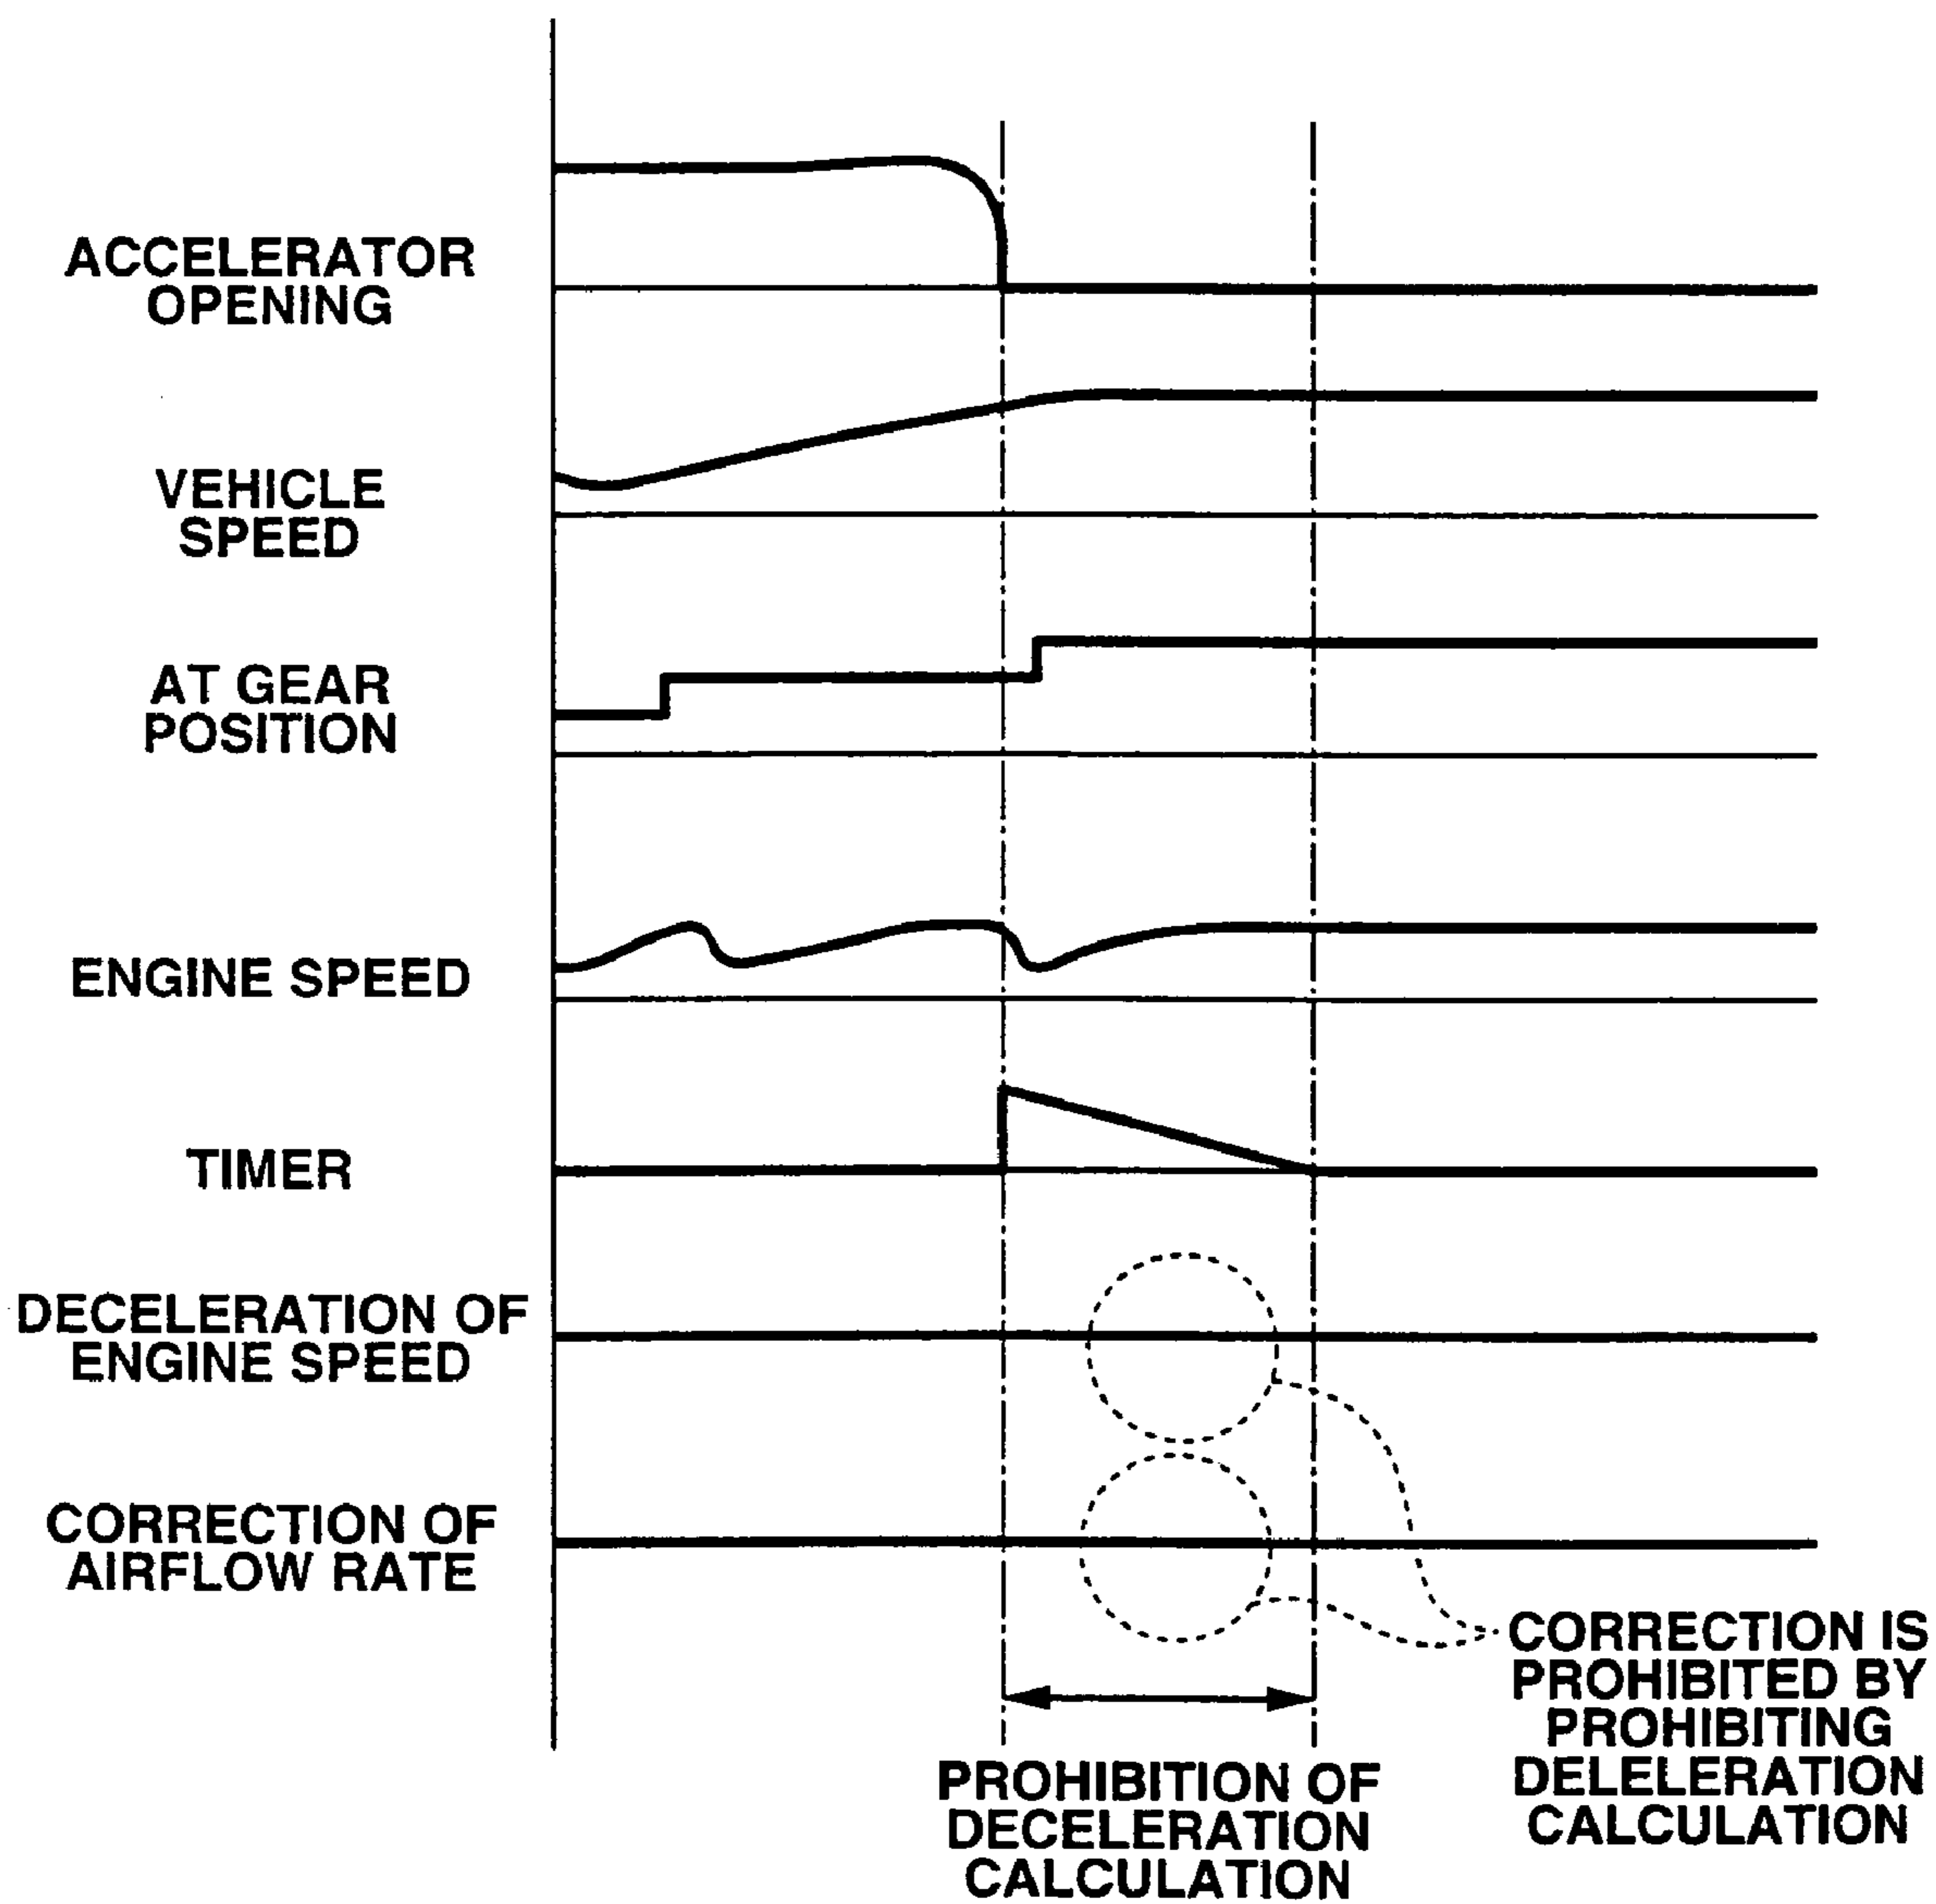 ACCELERATOR
OPENING
VEHICLE
SPEED
AT GEAR
POSITION
ENGINE SPEED
TIMER
DECELERATION OF
ENGINE SPEED
CORRECTION OF
AIRFLOW RATE
CORRECTION IS
PROHIBITED BY
PROHIBITING
DELELERATION
CALCULATION
PROHIBITION OF
DECELERATION
CALCULATION